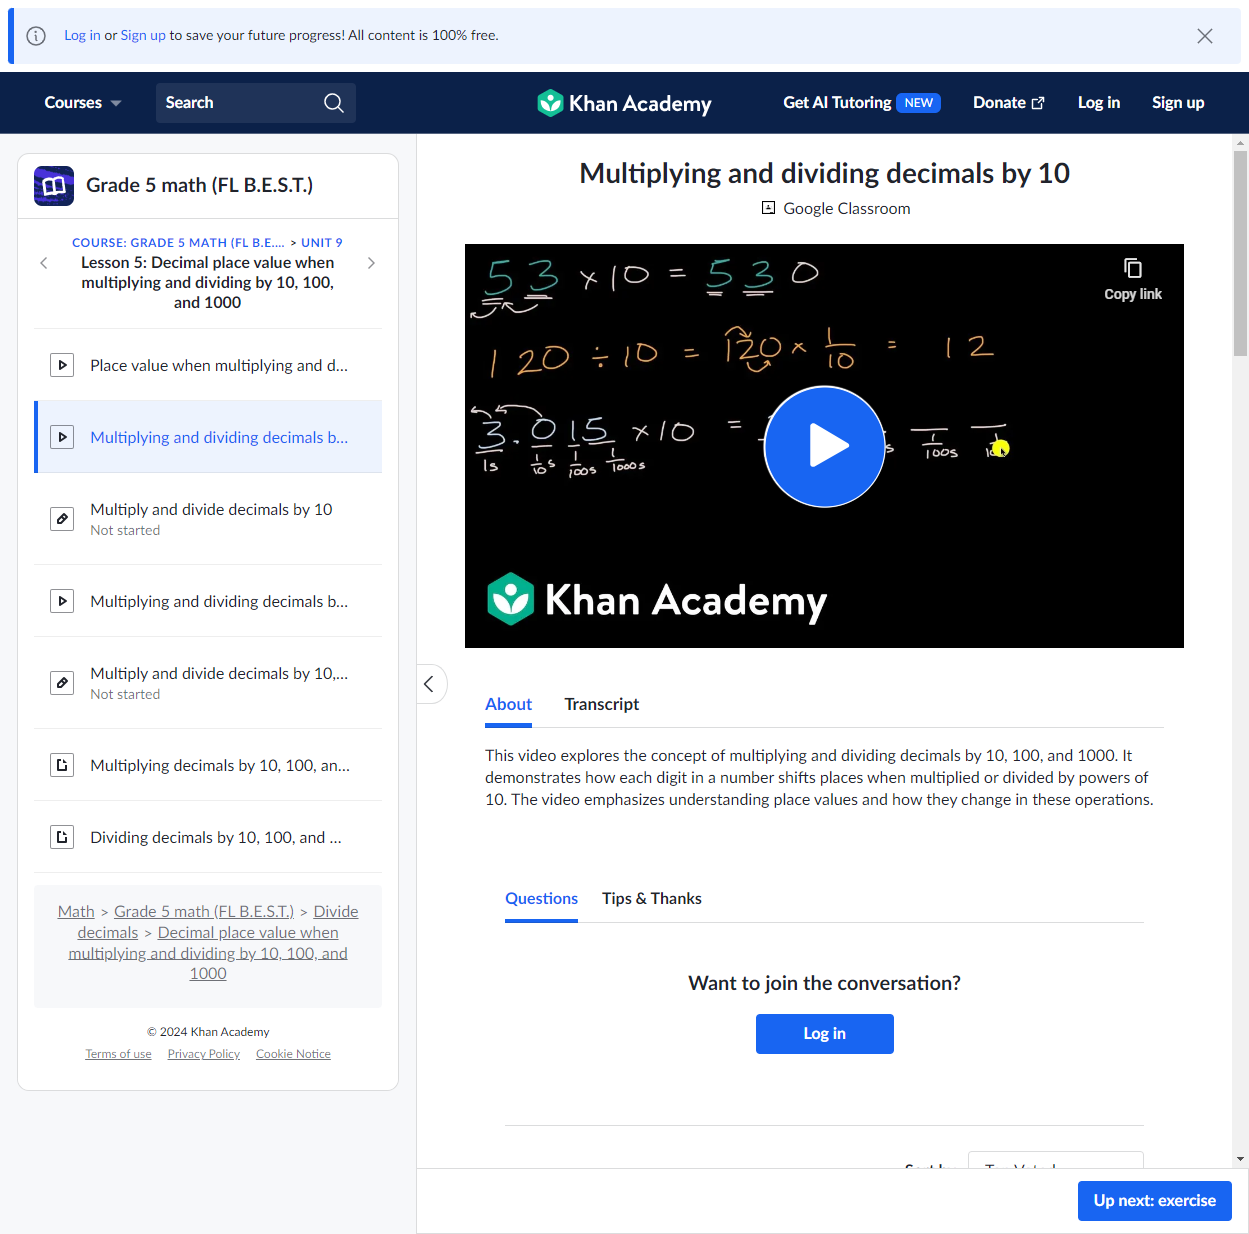 Log in or Sign up to save your future progress! All content is 100% free.
Courses
Search
Khan Academy
Get AI Tutoring NEW
Donate
Log in
Sign up
Grade 5 math (FL B.E.S.T.)
COURSE: GRADE 5 MATH (FL B.E.... > UNIT 9
Lesson 5: Decimal place value when
multiplying and dividing by 10, 100,
and 1000
Place value when multiplying and d...
Multiplying and dividing decimals b...
Multiply and divide decimals by 10
Not started
Multiplying and dividing decimals b...
Multiply and divide decimals by 10,...
Not started
Multiplying decimals by 10, 100, an...
Dividing decimals by 10, 100, and ...
Math > Grade 5 math (FL B.E.S.T.) > Divide
decimals > Decimal place value when
multiplying and dividing by 10, 100, and
1000
© 2024 Khan Academy
Terms of use Privacy Policy Cookie Notice
Multiplying and dividing decimals by 10
Google Classroom
53 × 10 = 530
Copy link
120 ÷ 10 = 120 × 1/10 = 12
3.015 × 10 =
1s 1/10s 1/100s 1/1000s 1/100s
Khan Academy
About Transcript
This video explores the concept of multiplying and dividing decimals by 10, 100, and 1000. It
demonstrates how each digit in a number shifts places when multiplied or divided by powers of
10. The video emphasizes understanding place values and how they change in these operations.
Questions Tips & Thanks
Want to join the conversation?
Log in
Up next: exercise